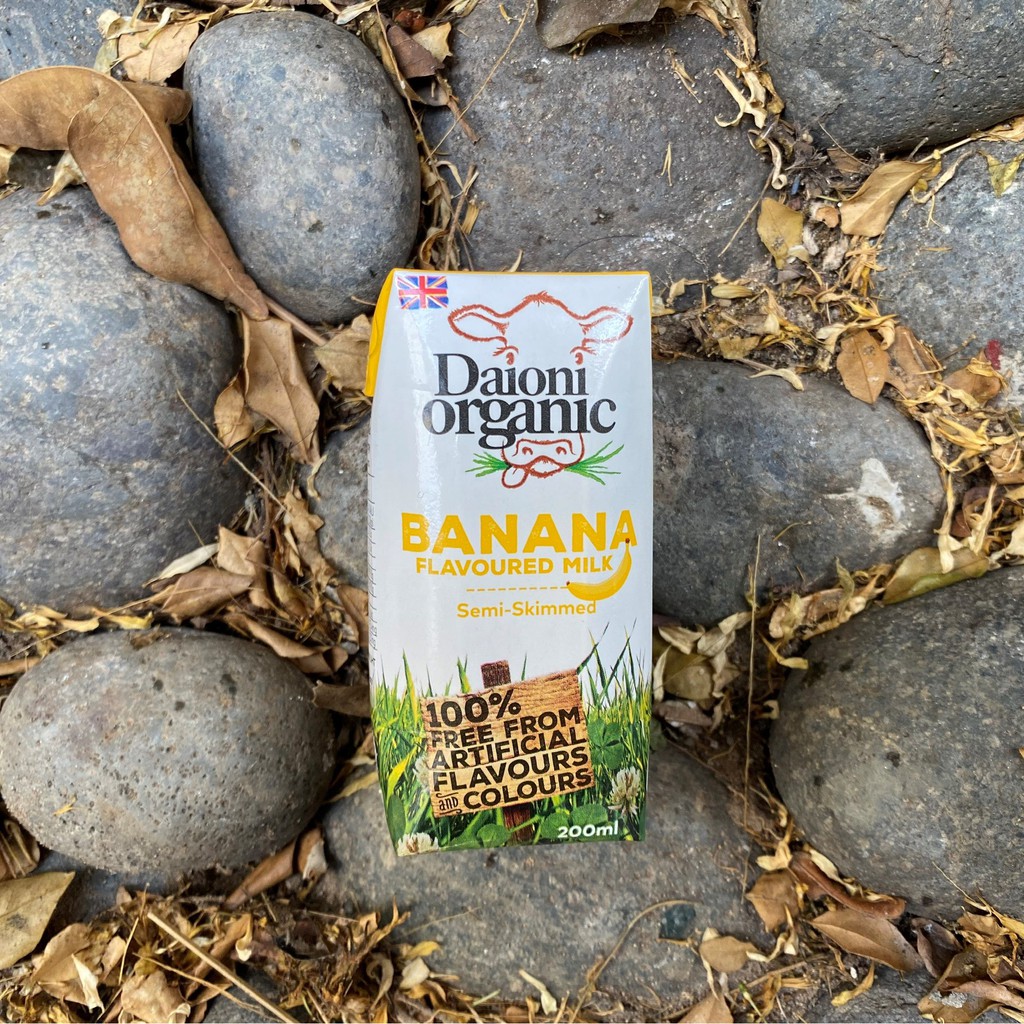 Daioni
organic
BANANA
FLAVOURED MILK
Semi-Skimmed
100%
FREE FROM
ARTIFICIAL
FLAVOURS
and COLOURS
200ml